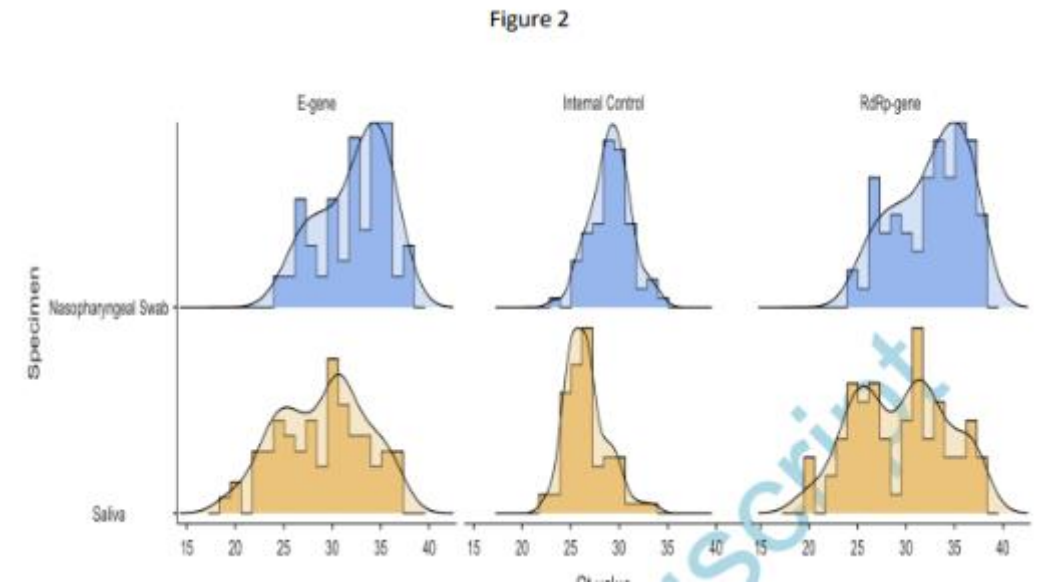 Figure 2
E-gene Internal Control RdRp-gene
Specimen
Nasopharyngeal Swab
Saliva
15 20 25 30 35 40 15 20 25 30 35 40 15 20 25 30 35 40